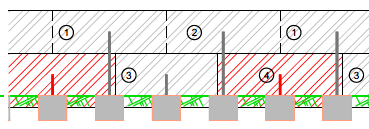 ① ② ①
③ ④ ③